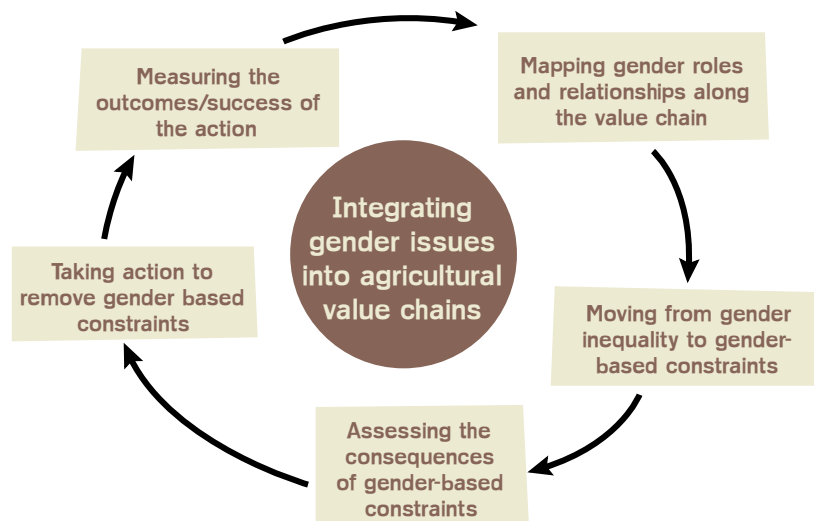 Measuring the
outcomes/success of
the action
Mapping gender roles
and relationships along
the value chain
Integrating
gender issues
into agricultural
value chains
Taking action to
remove gender based
constraints
Moving from gender
inequality to gender-
based constraints
Assessing the
consequences
of gender-based
constraints